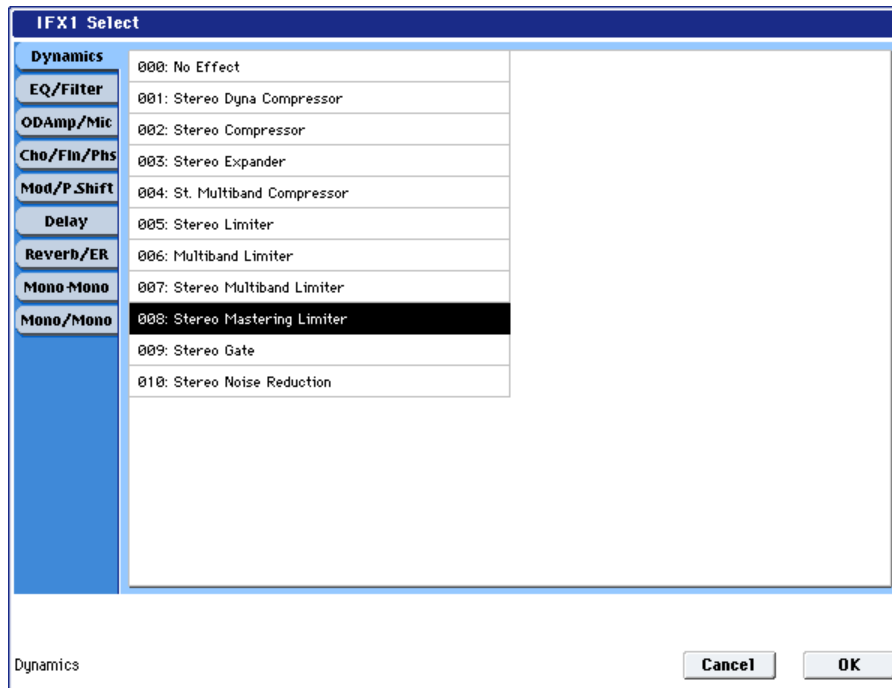 IFX1 Select
Dynamics
EQ/Filter
ODAmp/Mic
Cho/Fln/Phs
Mod/P.Shift
Delay
Reverb/ER
Mono-Mono
Mono/Mono
000: No Effect
001: Stereo Dyna Compressor
002: Stereo Compressor
003: Stereo Expander
004: St. Multiband Compressor
005: Stereo Limiter
006: Multiband Limiter
007: Stereo Multiband Limiter
008: Stereo Mastering Limiter
009: Stereo Gate
010: Stereo Noise Reduction
Dynamics
Cancel
OK